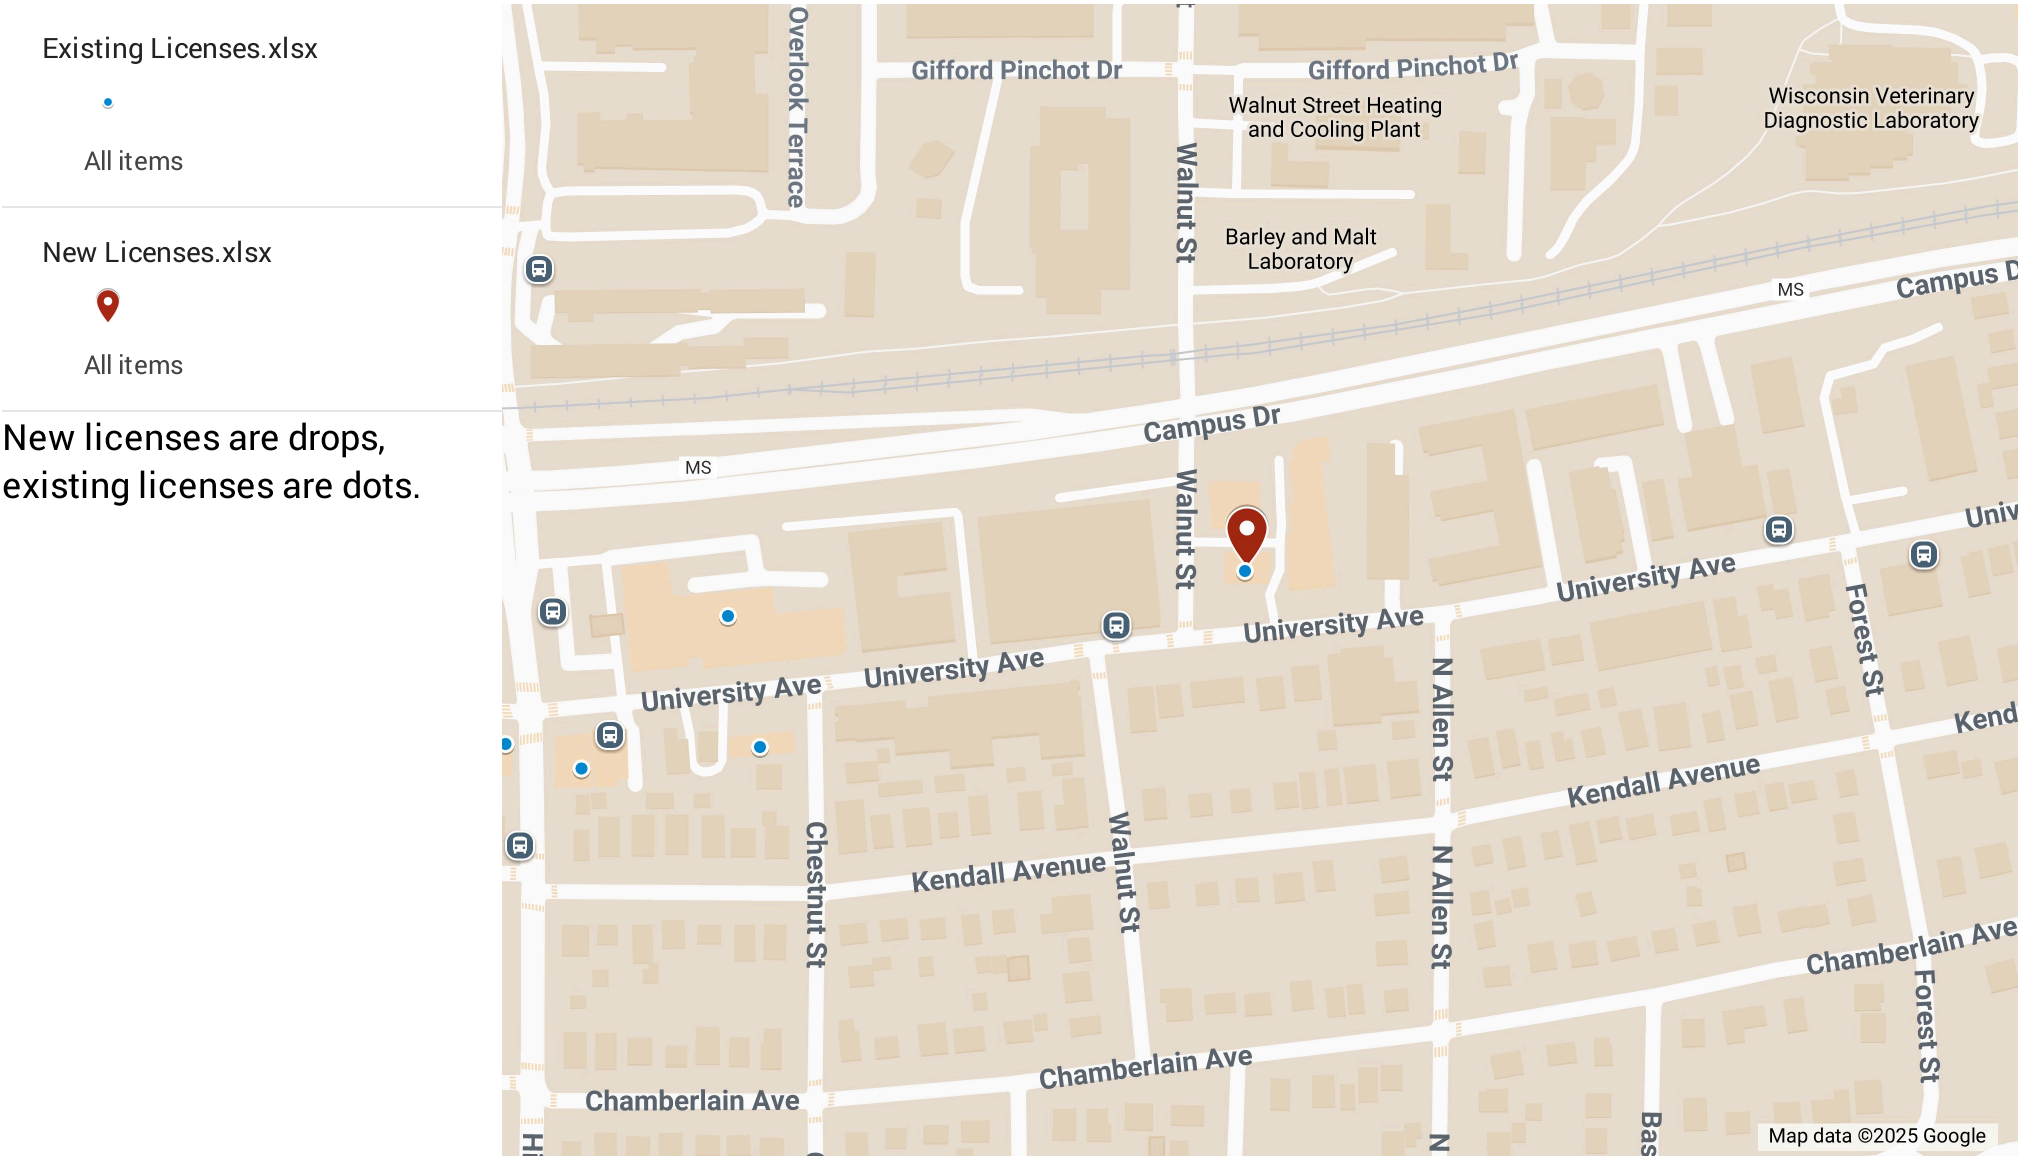 Existing Licenses.xlsx
All items
New Licenses.xlsx
All items
New licenses are drops,
existing licenses are dots.
Overlook Terrace
Gifford Pinchot Dr
Gifford Pinchot Dr
Walnut Street Heating
and Cooling Plant
Wisconsin Veterinary
Diagnostic Laboratory
Walnut St
Barley and Malt
Laboratory
Campus D
MS
Campus Dr
MS
Walnut St
Univ
University Ave
University Ave
University Ave
University Ave
Forest St
N Allen St
Kend
Kendall Avenue
Chestnut St
Walnut St
Kendall Avenue
N Allen St
Chamberlain Ave
Forest St
Chamberlain Ave
Chamberlain Ave
Bas
N
Map data ©2025 Google